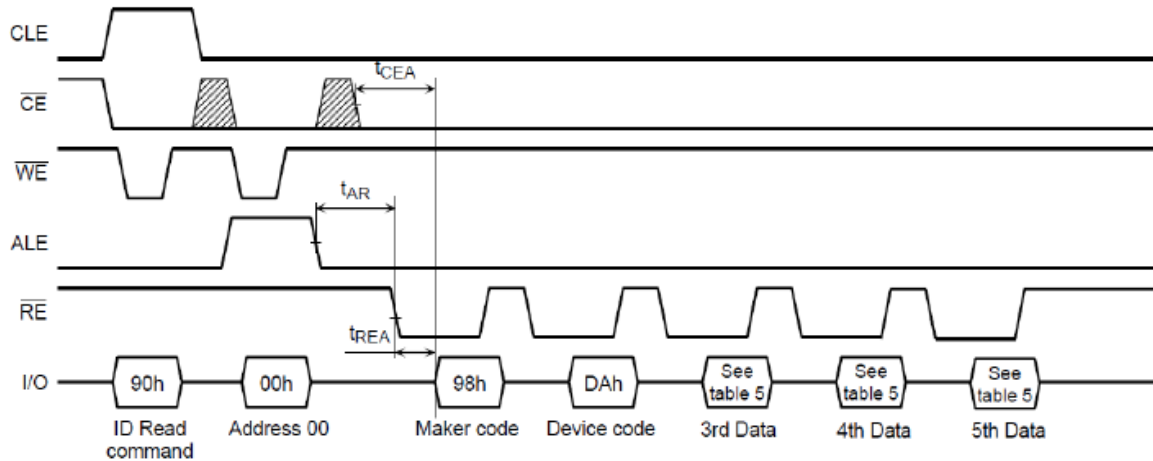 CLE
tCEA
CE
WE
tAR
ALE
RE
tREA
I/O
90h
00h
98h
DAh
See
table 5
See
table 5
See
table 5
ID Read
command
Address 00
Maker code
Device code
3rd Data
4th Data
5th Data